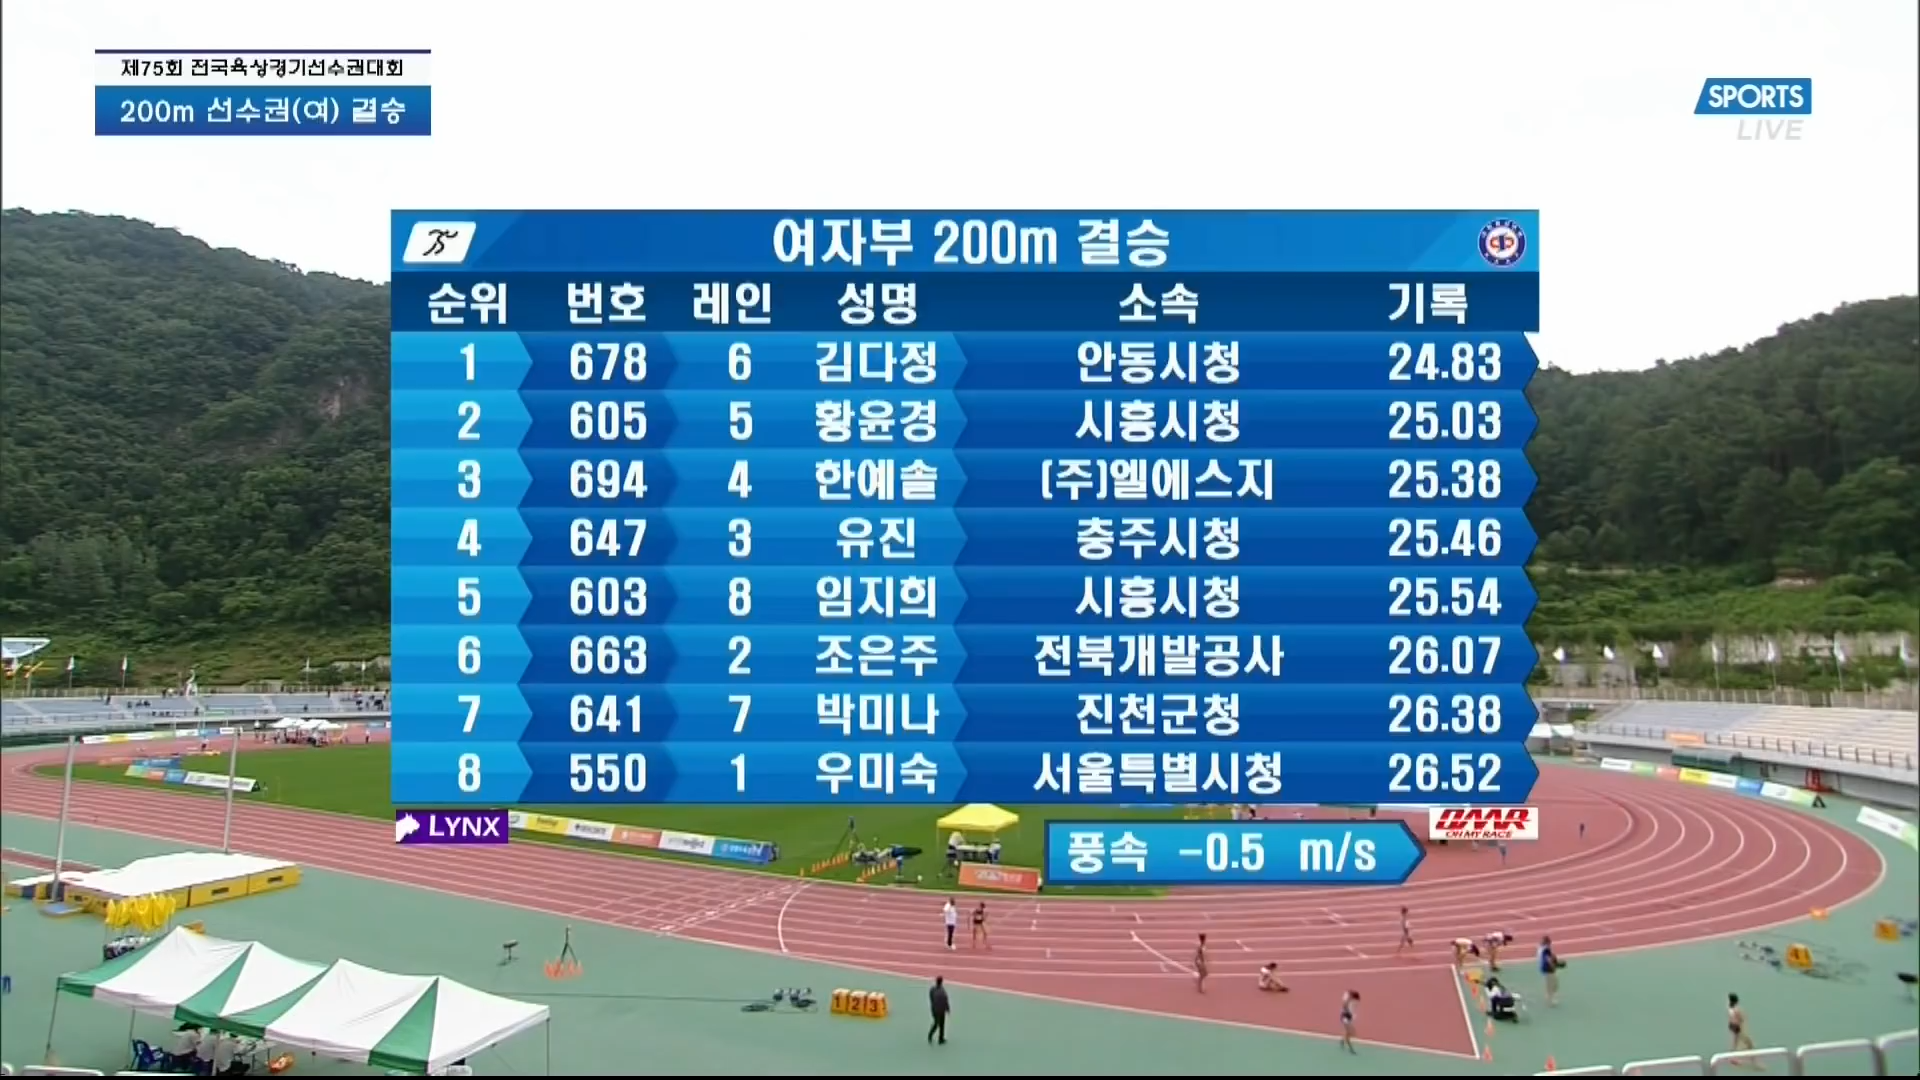 제75회 전국육상경기선수권대회
200m 선수권(여) 결승
SPORTS
LIVE
여자부 200m 결승
순위 번호 레인 성명 소속 기록
1 678 6 김다정 안동시청 24.83
2 605 5 황윤경 시흥시청 25.03
3 694 4 한예솔 (주)엘에스지 25.38
4 647 3 유진 충주시청 25.46
5 603 8 임지희 시흥시청 25.54
6 663 2 조은주 전북개발공사 26.07
7 641 7 박미나 진천군청 26.38
8 550 1 우미숙 서울특별시청 26.52
LYNX
OMR
OH MY RACE
풍속 -0.5 m/s
1 2 3